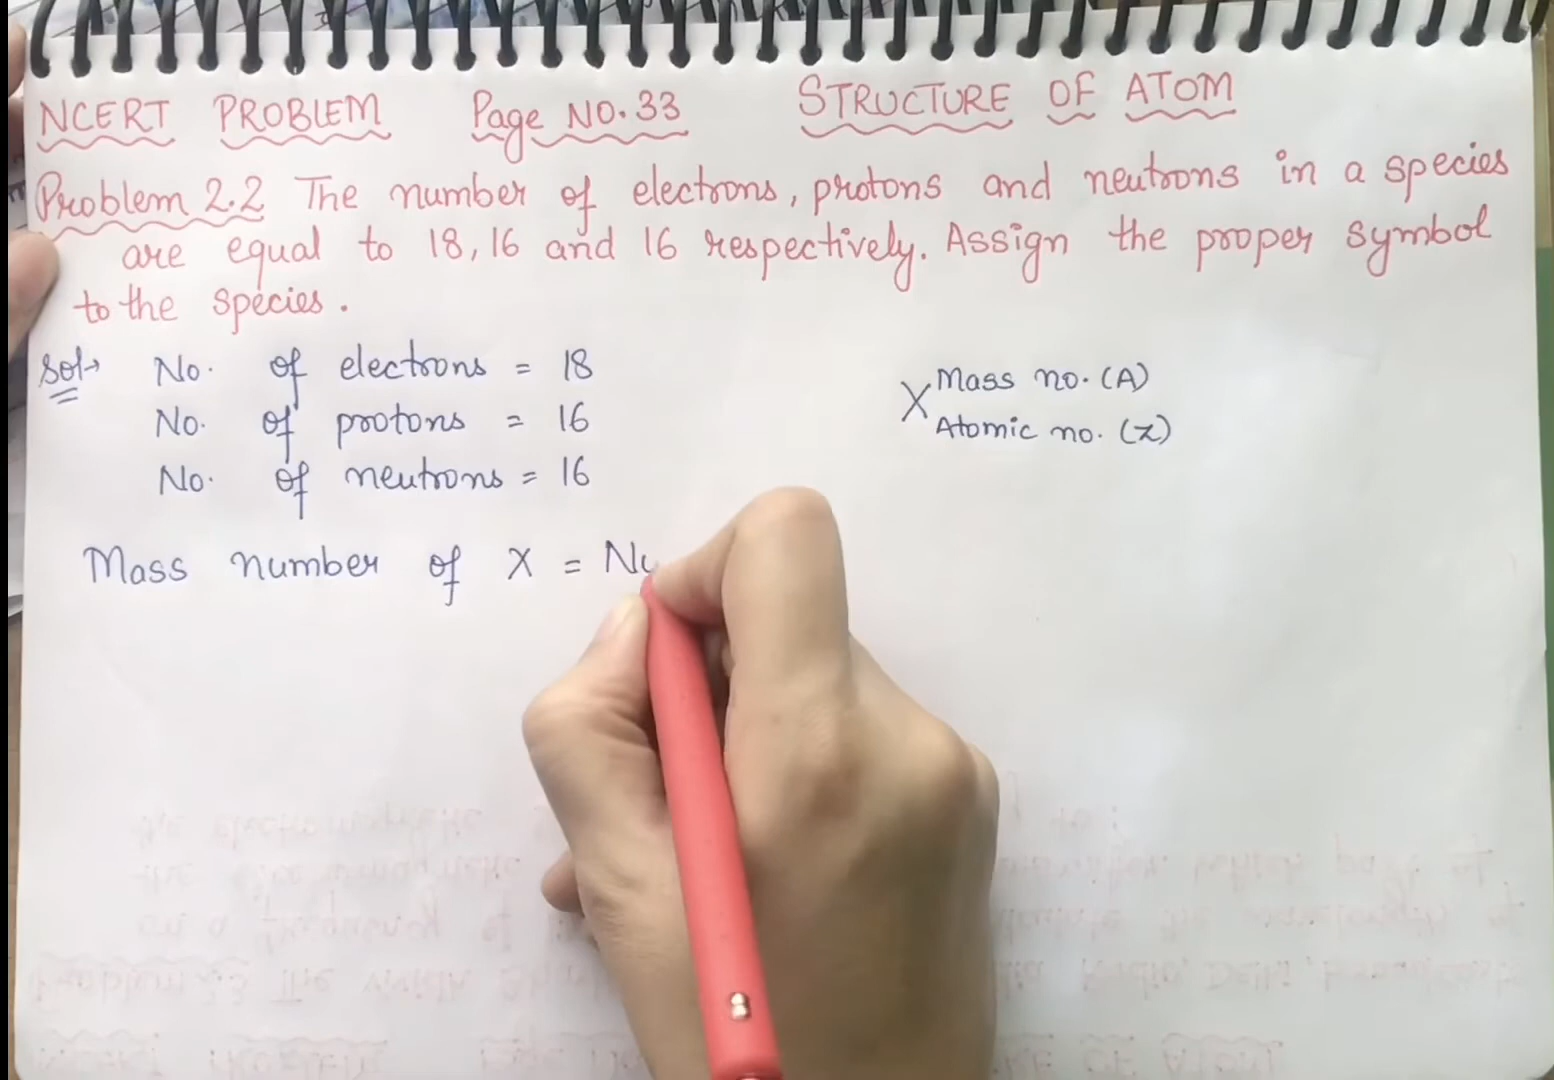 NCERT PROBLEM Page NO. 33 STRUCTURE OF ATOM
Problem 2.2 The number of electrons, protons and neutrons in a species
are equal to 18, 16 and 16 respectively. Assign the proper symbol
to the species.
Sol→ No. of electrons = 18
No. of protons = 16
No. of neutrons = 16
X Mass no. (A)
Atomic no. (Z)
Mass number of X = Nu